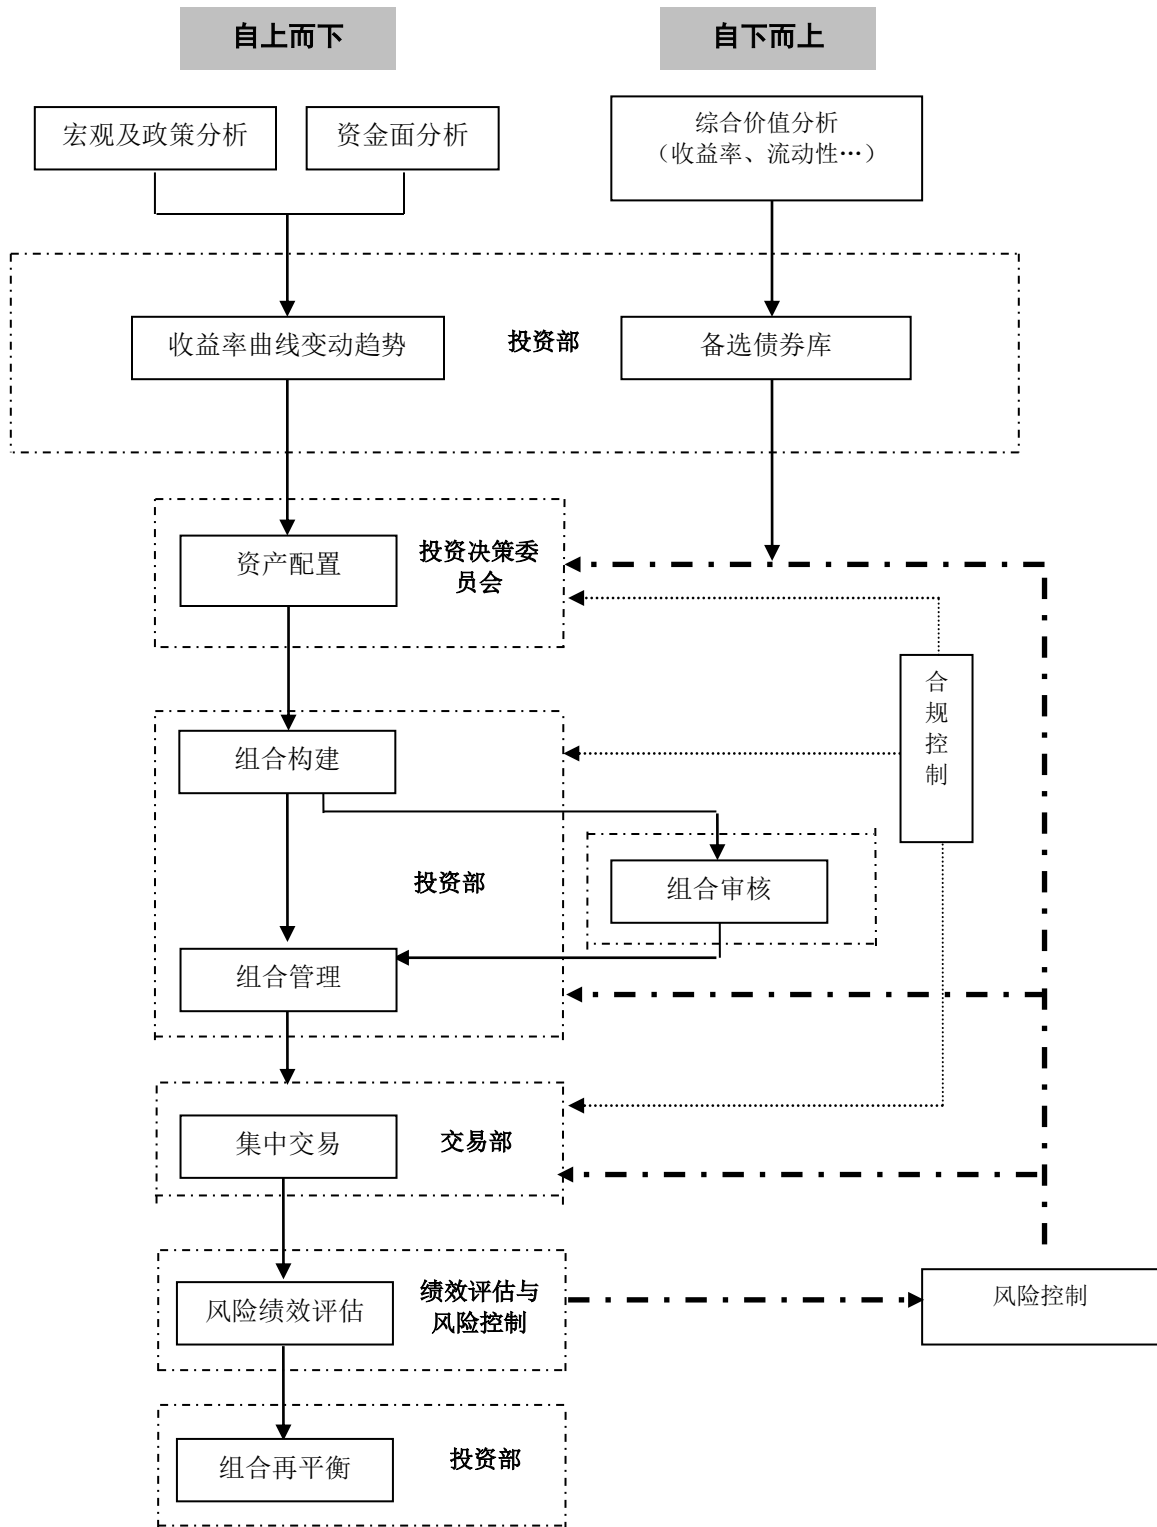 自上而下
自下而上
宏观及政策分析
资金面分析
综合价值分析
（收益率、流动性…）
收益率曲线变动趋势
投资部
备选债券库
资产配置
投资决策委
员会
合
规
控
制
组合构建
投资部
组合审核
组合管理
集中交易
交易部
风险绩效评估
绩效评估与
风险控制
风险控制
组合再平衡
投资部